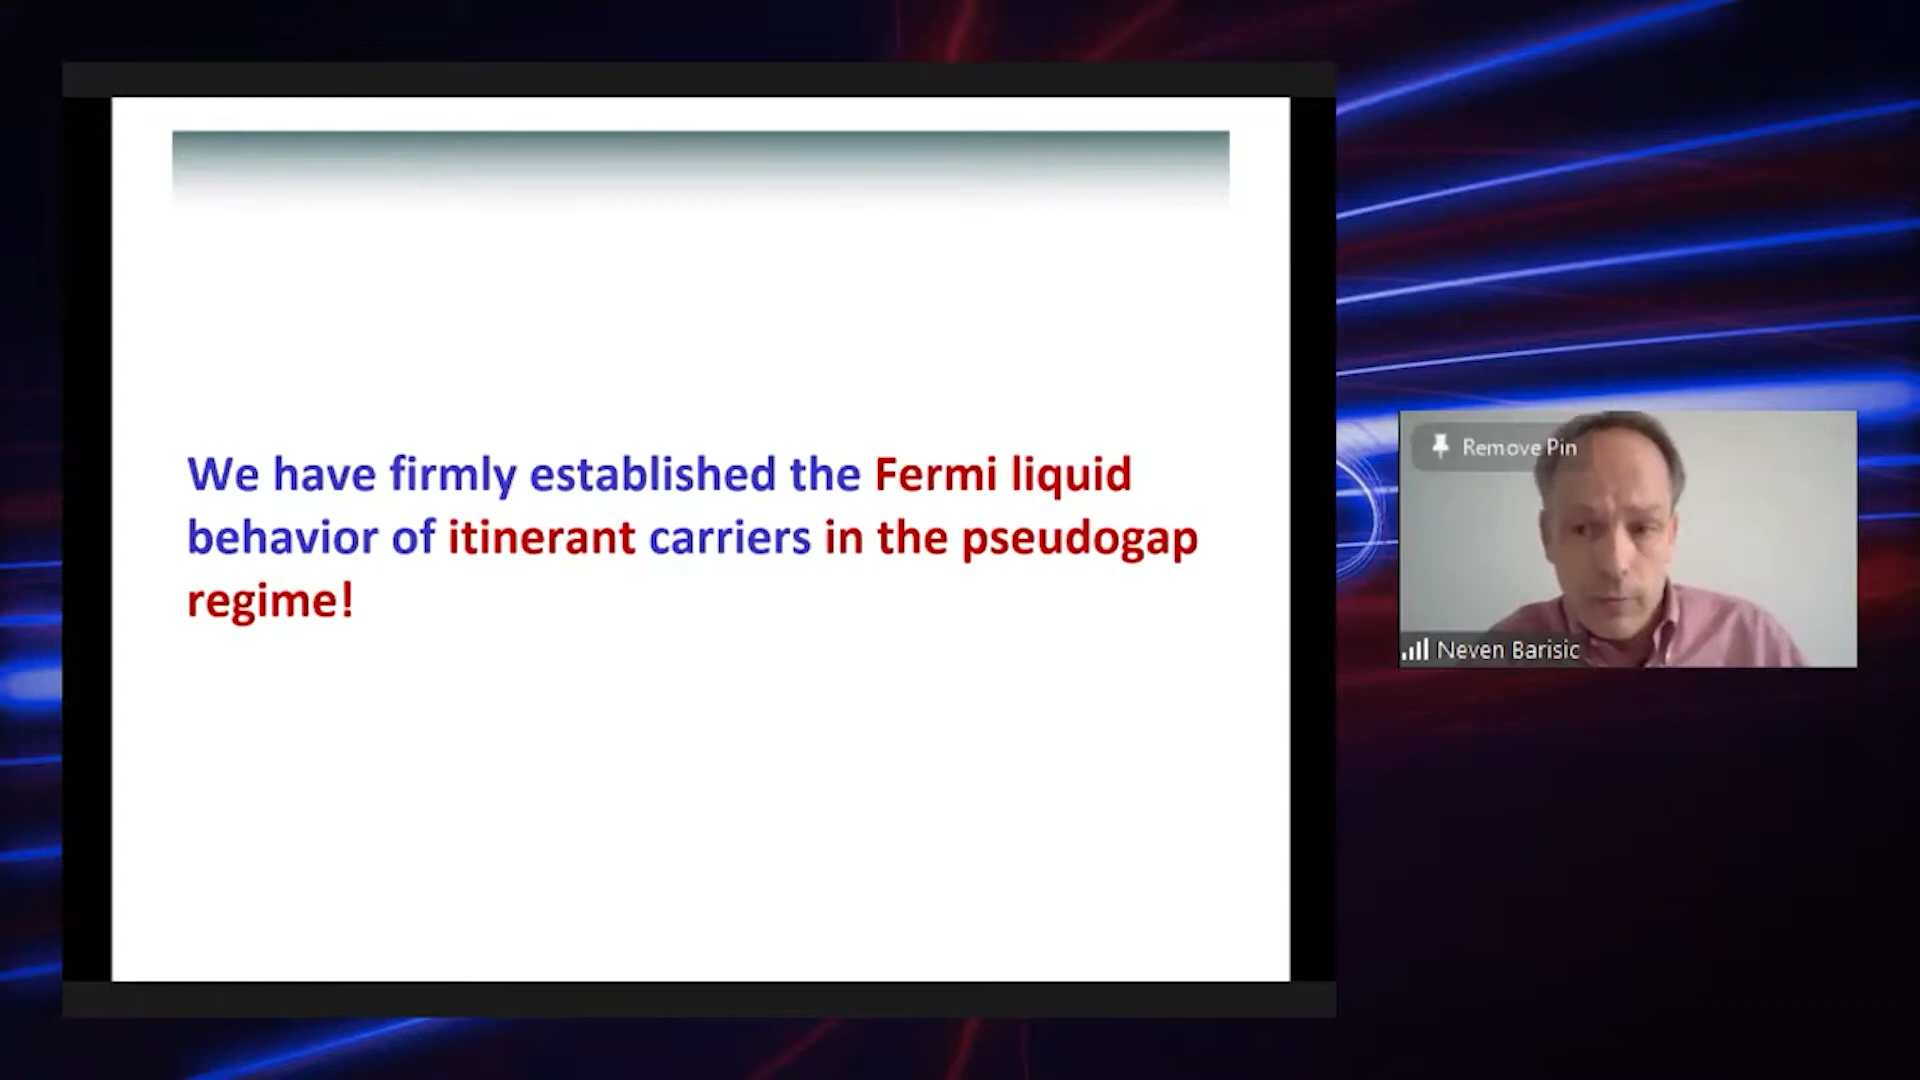 We have firmly established the Fermi liquid
behavior of itinerant carriers in the pseudogap
regime!
Remove Pin
Neven Barisic